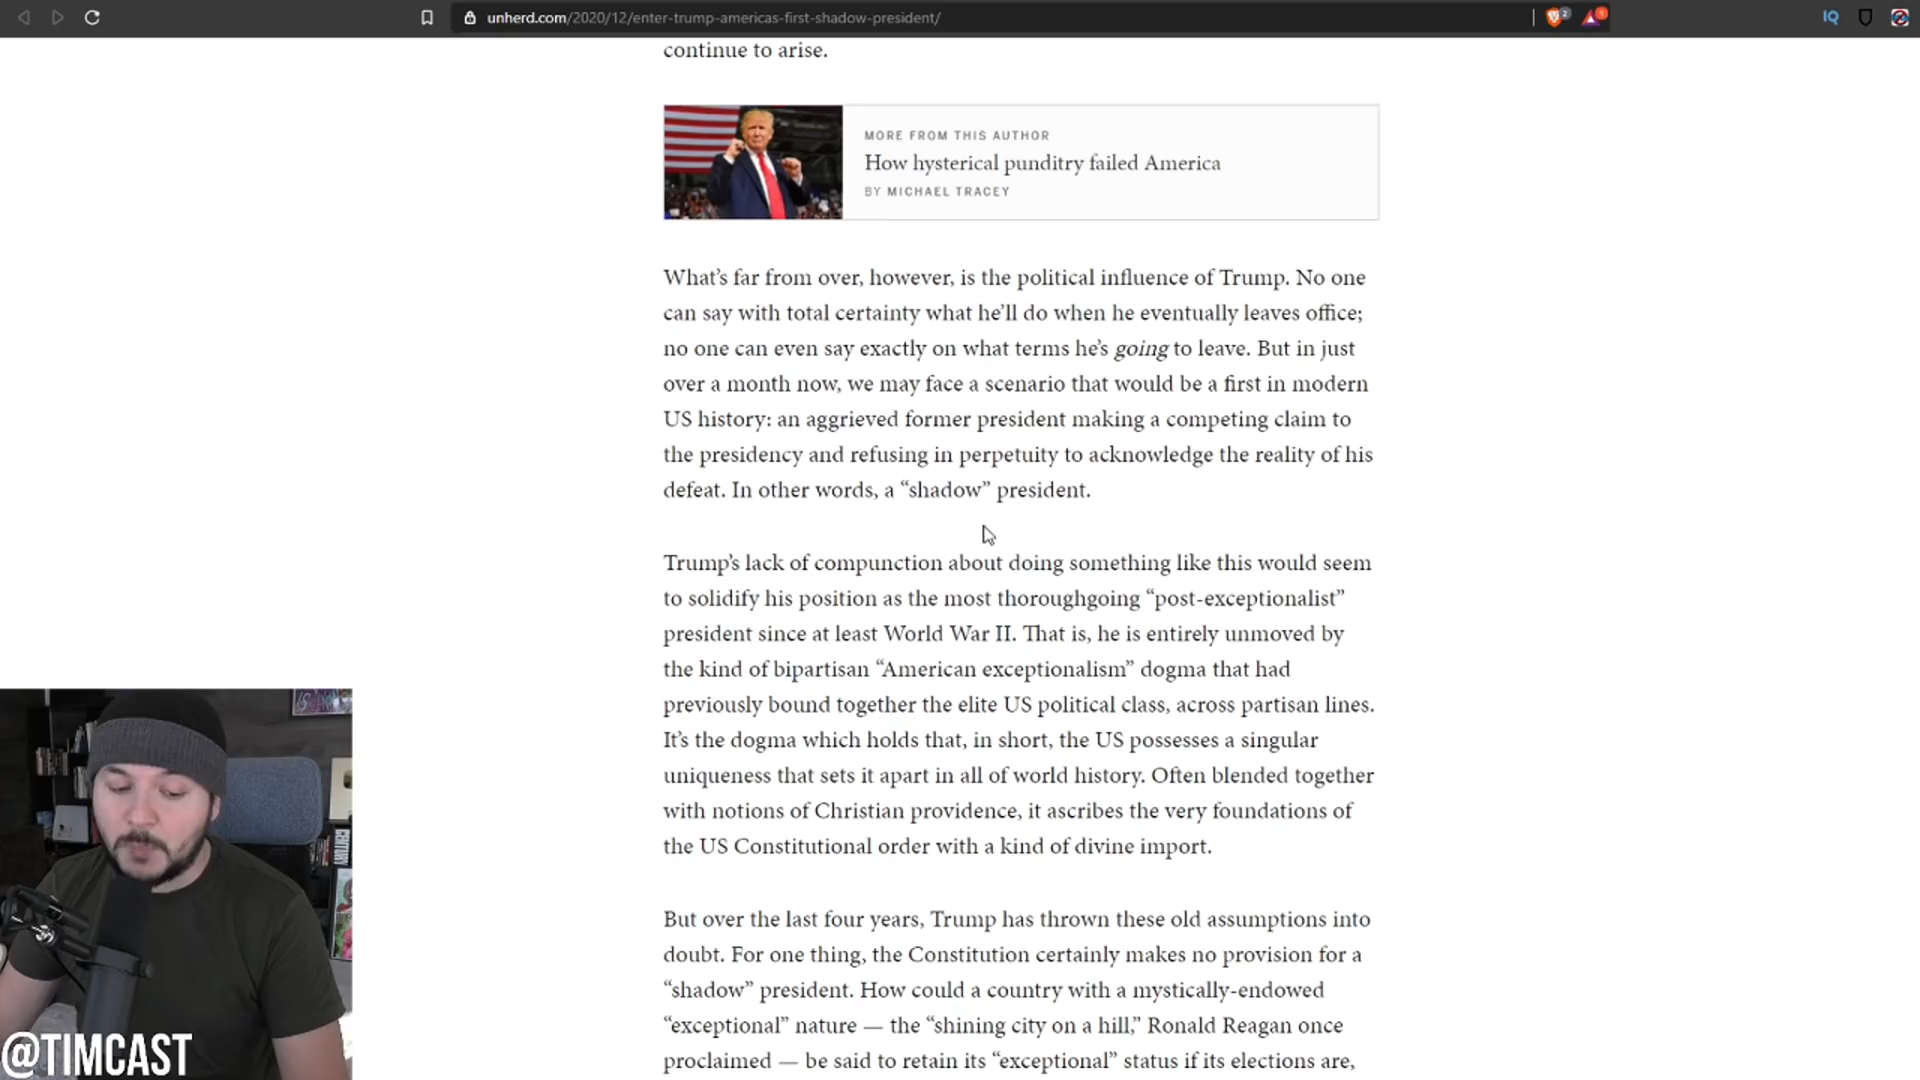 unherd.com/2020/12/enter-trump-americas-first-shadow-president/
2
1
IQ
continue to arise.
MORE FROM THIS AUTHOR
How hysterical punditry failed America
BY MICHAEL TRACEY
What’s far from over, however, is the political influence of Trump. No one
can say with total certainty what he’ll do when he eventually leaves office;
no one can even say exactly on what terms he’s going to leave. But in just
over a month now, we may face a scenario that would be a first in modern
US history: an aggrieved former president making a competing claim to
the presidency and refusing in perpetuity to acknowledge the reality of his
defeat. In other words, a “shadow” president.
Trump’s lack of compunction about doing something like this would seem
to solidify his position as the most thoroughgoing “post-exceptionalist”
president since at least World War II. That is, he is entirely unmoved by
the kind of bipartisan “American exceptionalism” dogma that had
previously bound together the elite US political class, across partisan lines.
It’s the dogma which holds that, in short, the US possesses a singular
uniqueness that sets it apart in all of world history. Often blended together
with notions of Christian providence, it ascribes the very foundations of
the US Constitutional order with a kind of divine import.
But over the last four years, Trump has thrown these old assumptions into
doubt. For one thing, the Constitution certainly makes no provision for a
“shadow” president. How could a country with a mystically-endowed
“exceptional” nature — the “shining city on a hill,” Ronald Reagan once
proclaimed — be said to retain its “exceptional” status if its elections are,
@TIMCAST